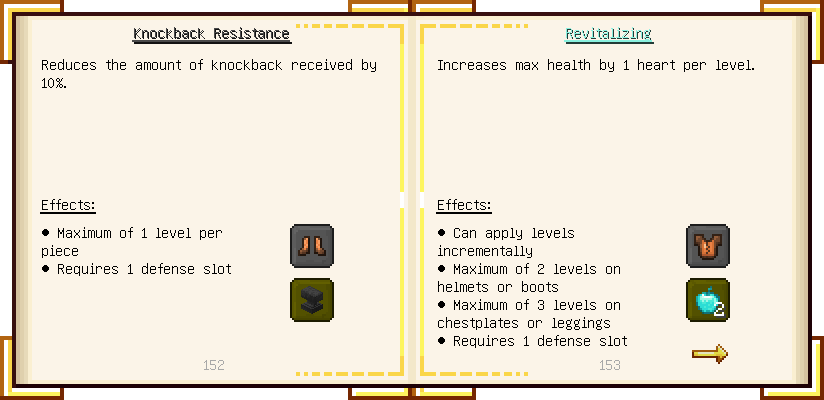 Knockback Resistance
Reduces the amount of knockback received by
10%.
Effects:
● Maximum of 1 level per
piece
● Requires 1 defense slot
152
Revitalizing
Increases max health by 1 heart per level.
Effects:
● Can apply levels
incrementally
● Maximum of 2 levels on
helmets or boots
● Maximum of 3 levels on
chestplates or leggings
● Requires 1 defense slot
2
153